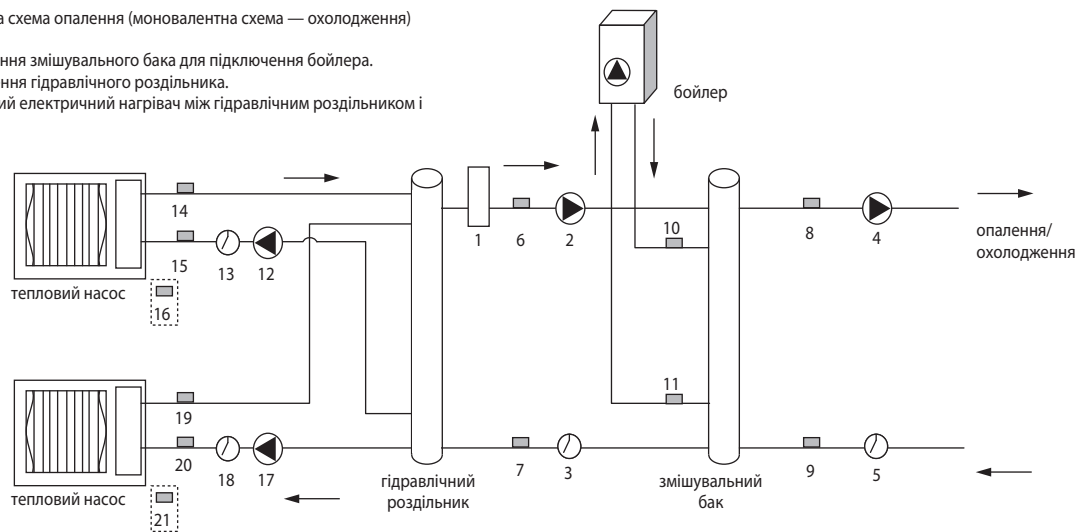 а схема опалення (моновалентна схема — охолодження)
ння змішувального бака для підключення бойлера.
ення гідравлічного роздільника.
ий електричний нагрівач між гідравлічним роздільником і
бойлер
14
15
13
12
тепловий насос
16
1
6
2
10
8
4
опалення/
охолодження
19
20
18
17
тепловий насос
21
11
7
3
9
5
гідравлічний
роздільник
змішувальний
бак